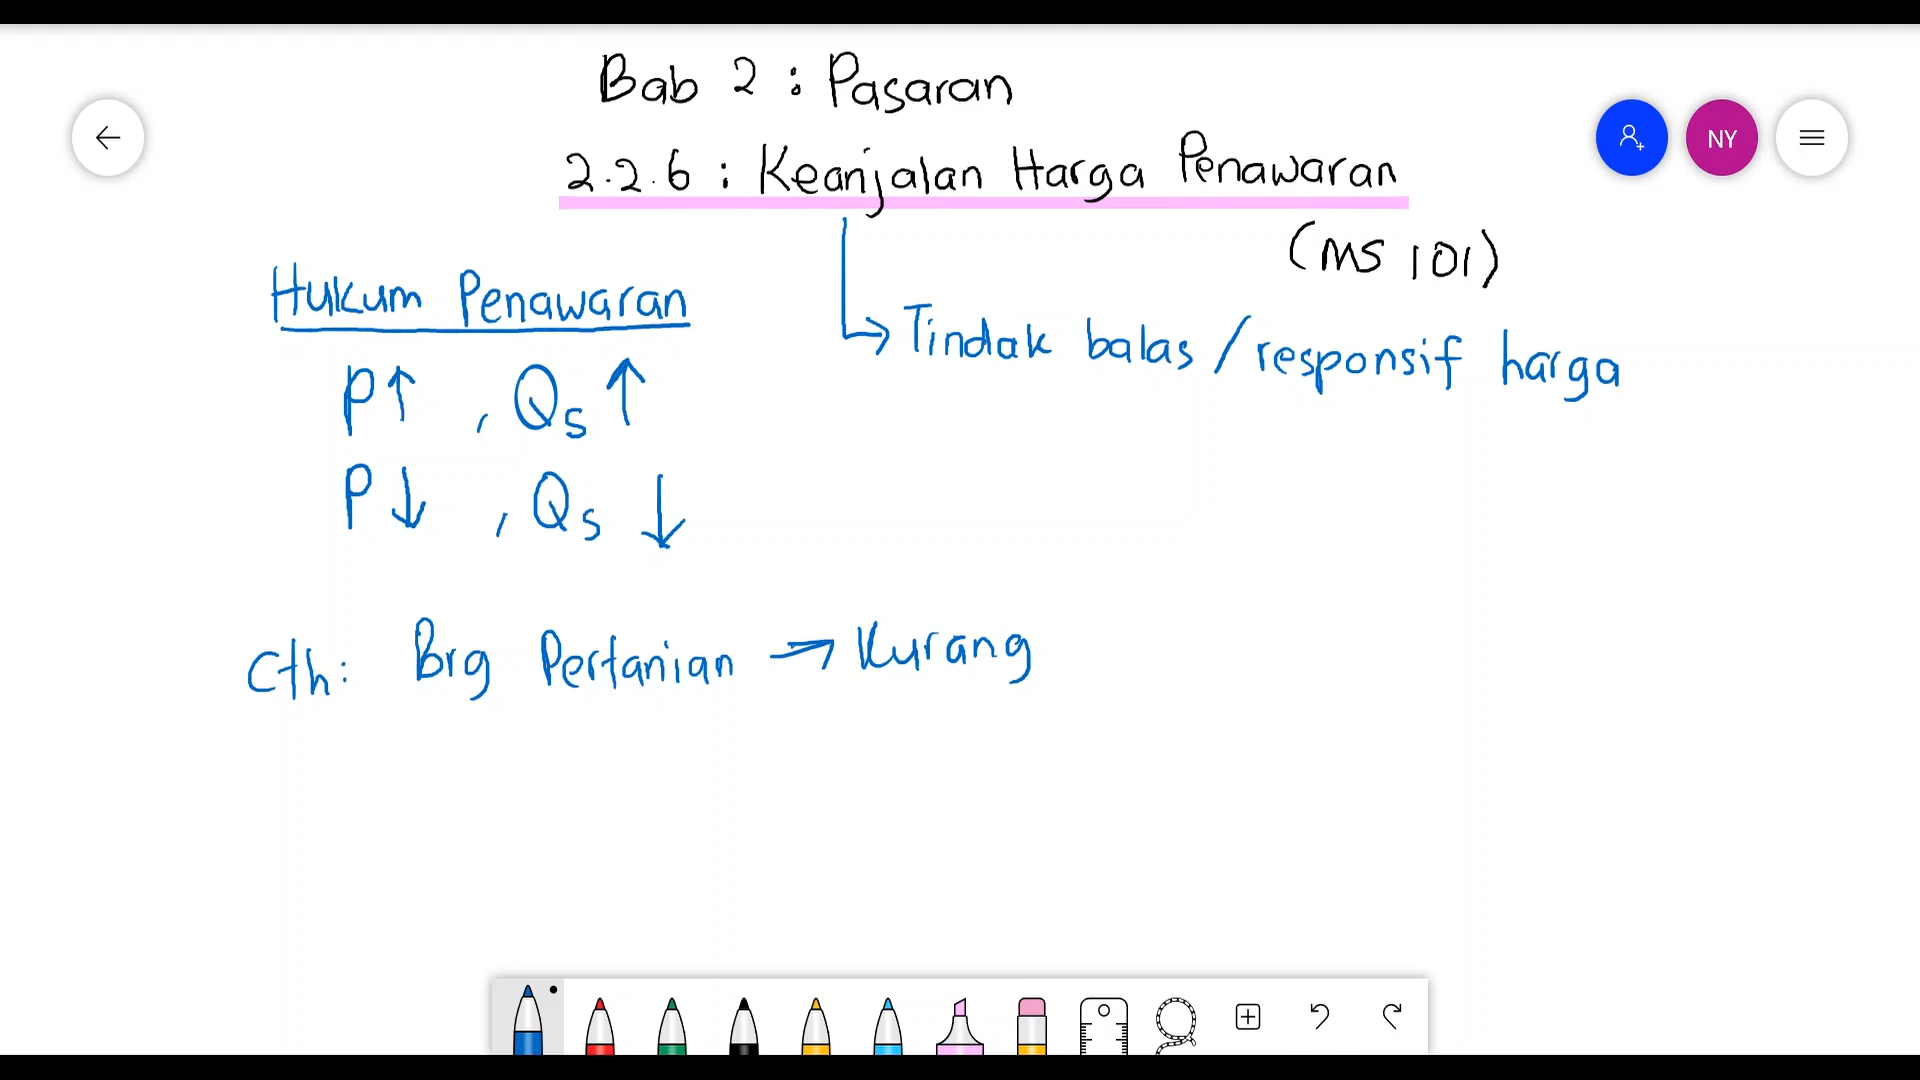 Bab 2 : Pasaran
2.2.6 : Keanjalan Harga Penawaran
(MS 101)
Hukum Penawaran
Tindak balas / responsif harga
P↑ , Qs ↑
P↓ , Qs ↓
Cth: Brg Pertanian → Kurang
NY